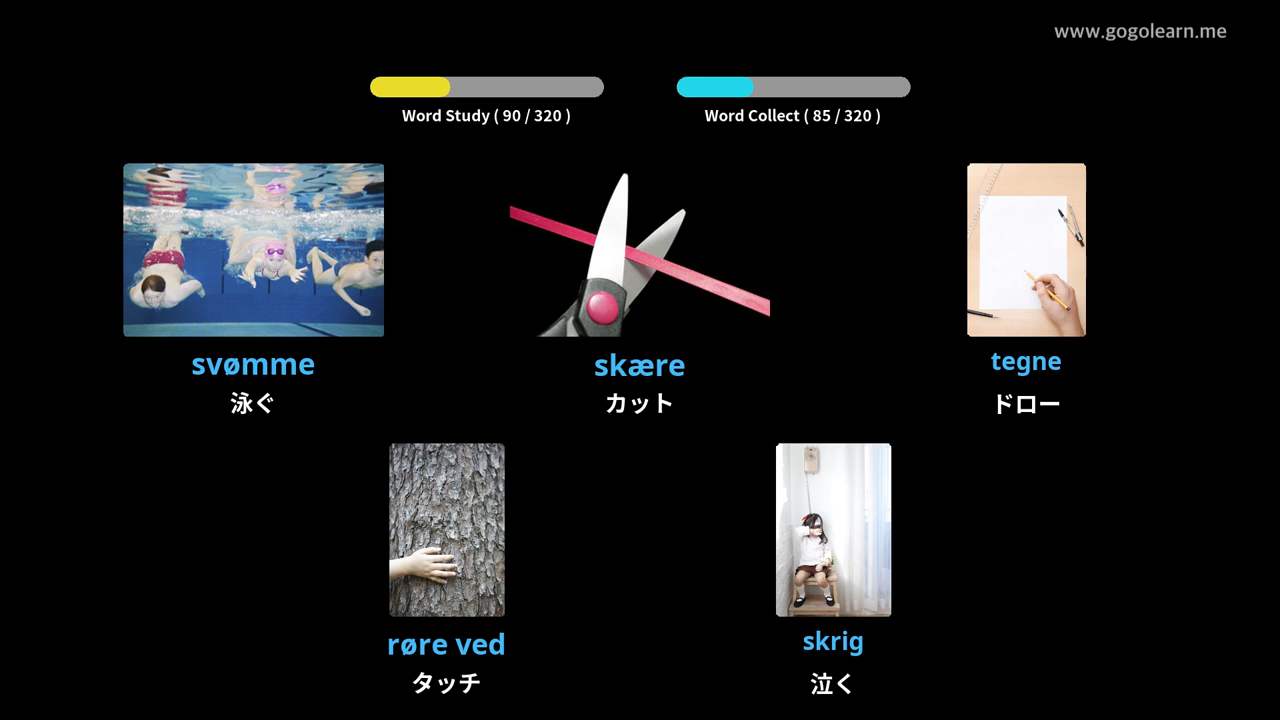 www.gogolearn.me
Word Study ( 90 / 320 )
Word Collect ( 85 / 320 )
svømme
泳ぐ
skære
カット
tegne
ドロー
røre ved
タッチ
skrig
泣く